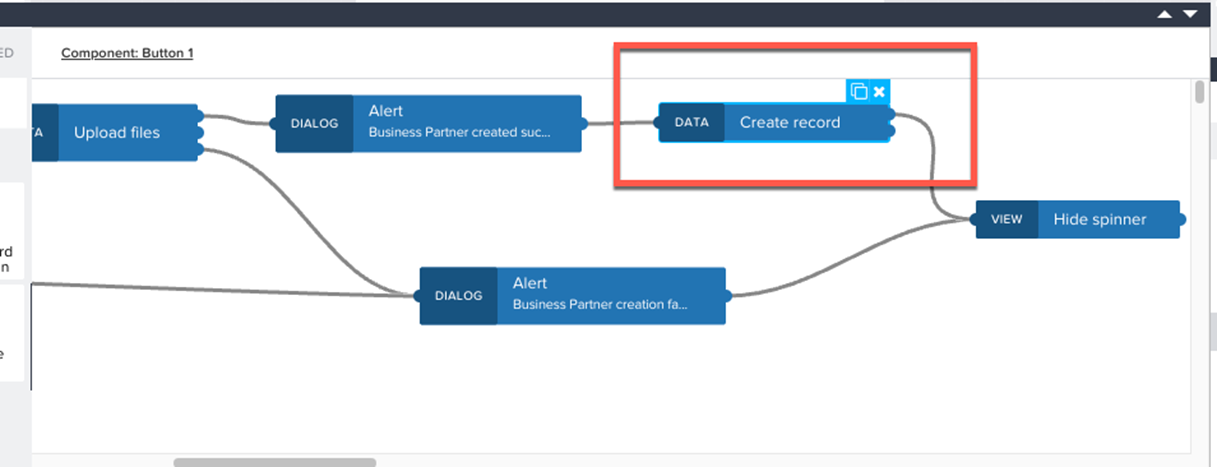 ED
Component: Button 1
TA
Upload files
DIALOG
Alert
Business Partner created suc...
DATA
Create record
VIEW
Hide spinner
rd
n
DIALOG
Alert
Business Partner creation fa...
e